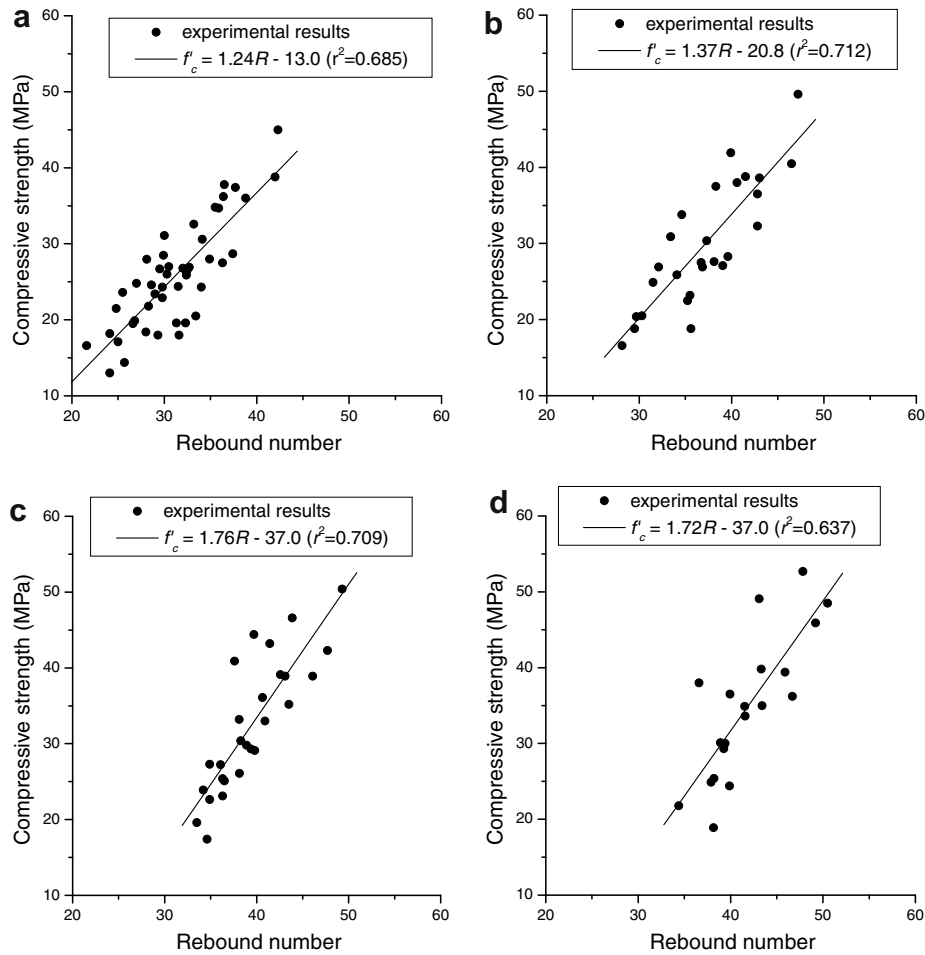 a
experimental results
f'c = 1.24R - 13.0 (r²=0.685)
Compressive strength (MPa)
60
50
40
30
20
10
20 30 40 50 60
Rebound number
b
experimental results
f'c = 1.37R - 20.8 (r²=0.712)
Compressive strength (MPa)
60
50
40
30
20
10
20 30 40 50 60
Rebound number
c
experimental results
f'c = 1.76R - 37.0 (r²=0.709)
Compressive strength (MPa)
60
50
40
30
20
10
20 30 40 50 60
Rebound number
d
experimental results
f'c = 1.72R - 37.0 (r²=0.637)
Compressive strength (MPa)
60
50
40
30
20
10
20 30 40 50 60
Rebound number